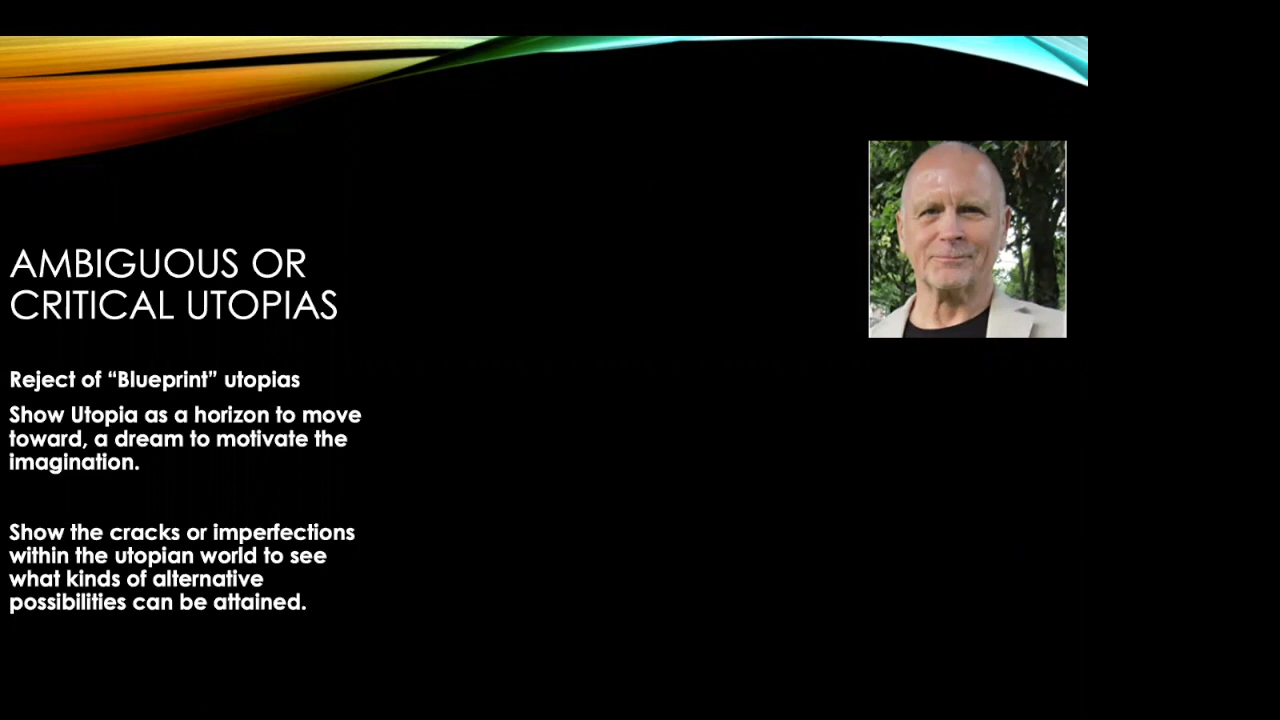 AMBIGUOUS OR
CRITICAL UTOPIAS
Reject of “Blueprint” utopias
Show Utopia as a horizon to move
toward, a dream to motivate the
imagination.
Show the cracks or imperfections
within the utopian world to see
what kinds of alternative
possibilities can be attained.